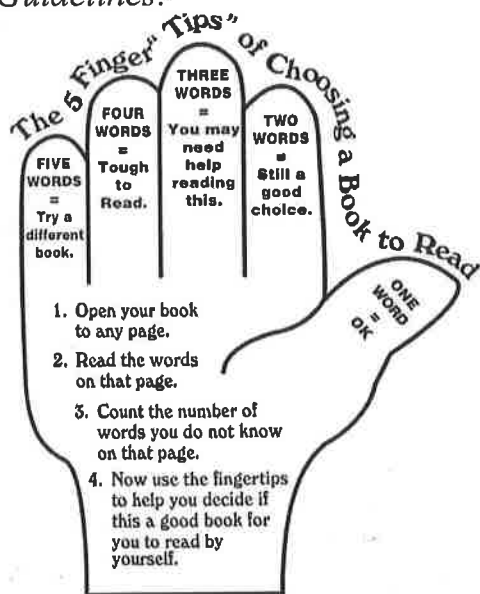 Guidelines:
The 5 Finger "Tips" of Choosing a Book to Read
FIVE
WORDS
=
Try a
different
book.
FOUR
WORDS
=
Tough
to
Read.
THREE
WORDS
=
You may
need
help
reading
this.
TWO
WORDS
=
Still a
good
choice.
ONE
WORD
=
OK
1. Open your book
to any page.
2. Read the words
on that page.
3. Count the number of
words you do not know
on that page.
4. Now use the fingertips
to help you decide if
this a good book for
you to read by
yourself.